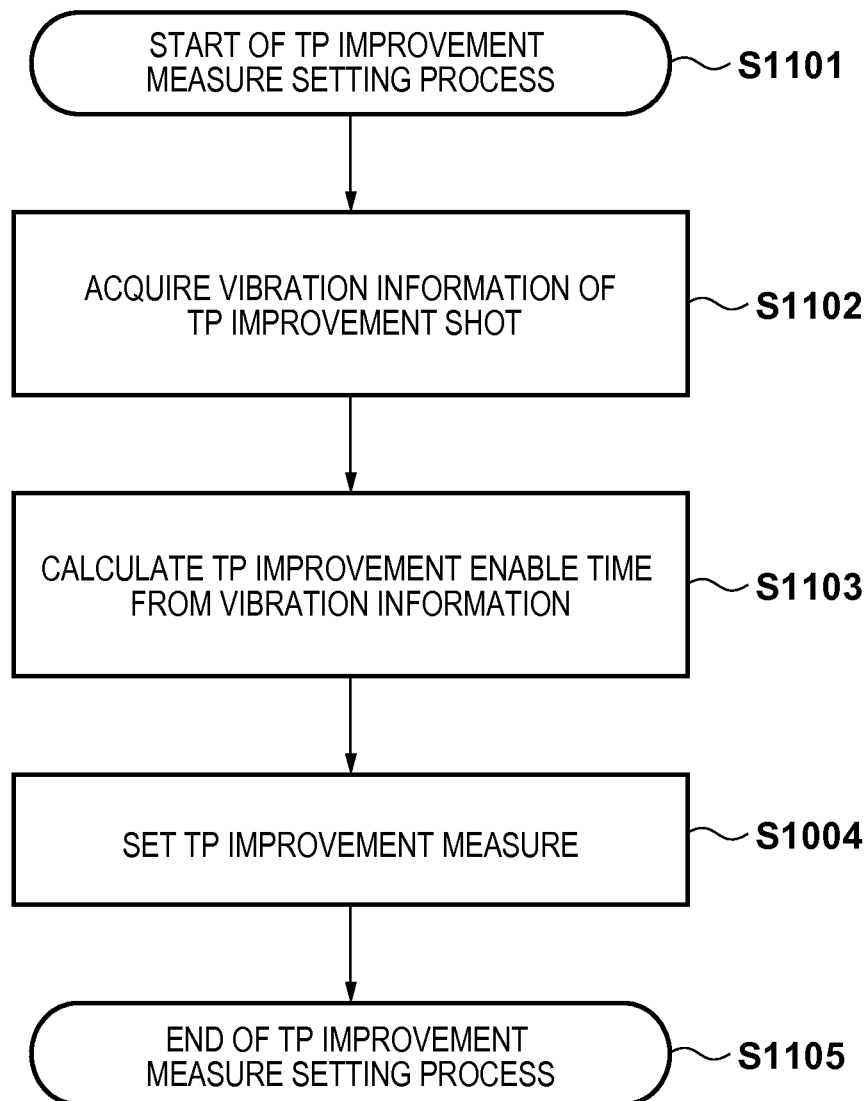 START OF TP IMPROVEMENT
MEASURE SETTING PROCESS
S1101
ACQUIRE VIBRATION INFORMATION OF
TP IMPROVEMENT SHOT
S1102
CALCULATE TP IMPROVEMENT ENABLE TIME
FROM VIBRATION INFORMATION
S1103
SET TP IMPROVEMENT MEASURE
S1004
END OF TP IMPROVEMENT
MEASURE SETTING PROCESS
S1105